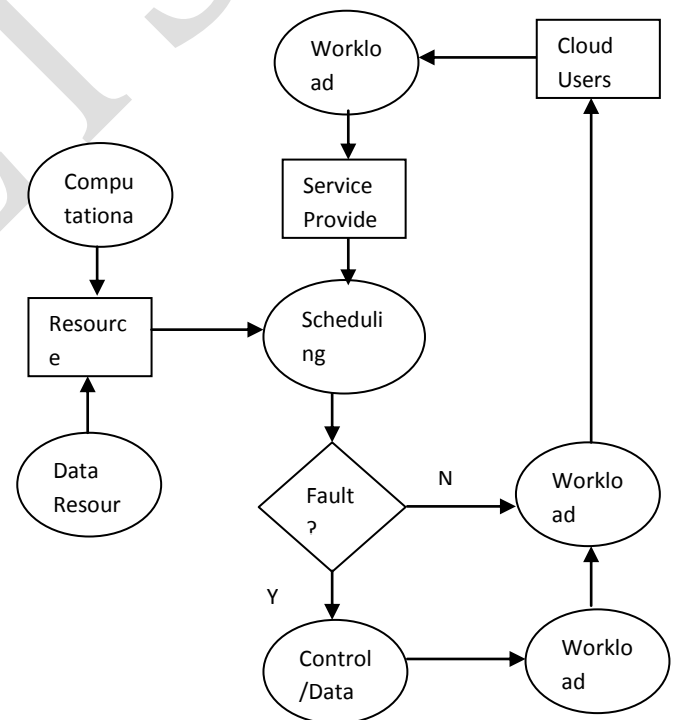 Worklo
ad
Cloud
Users
Service
Provide
Compu
tationa
Resourc
e
Scheduli
ng
Data
Resour
Fault
?
N
Worklo
ad
Y
Control
/Data
Worklo
ad